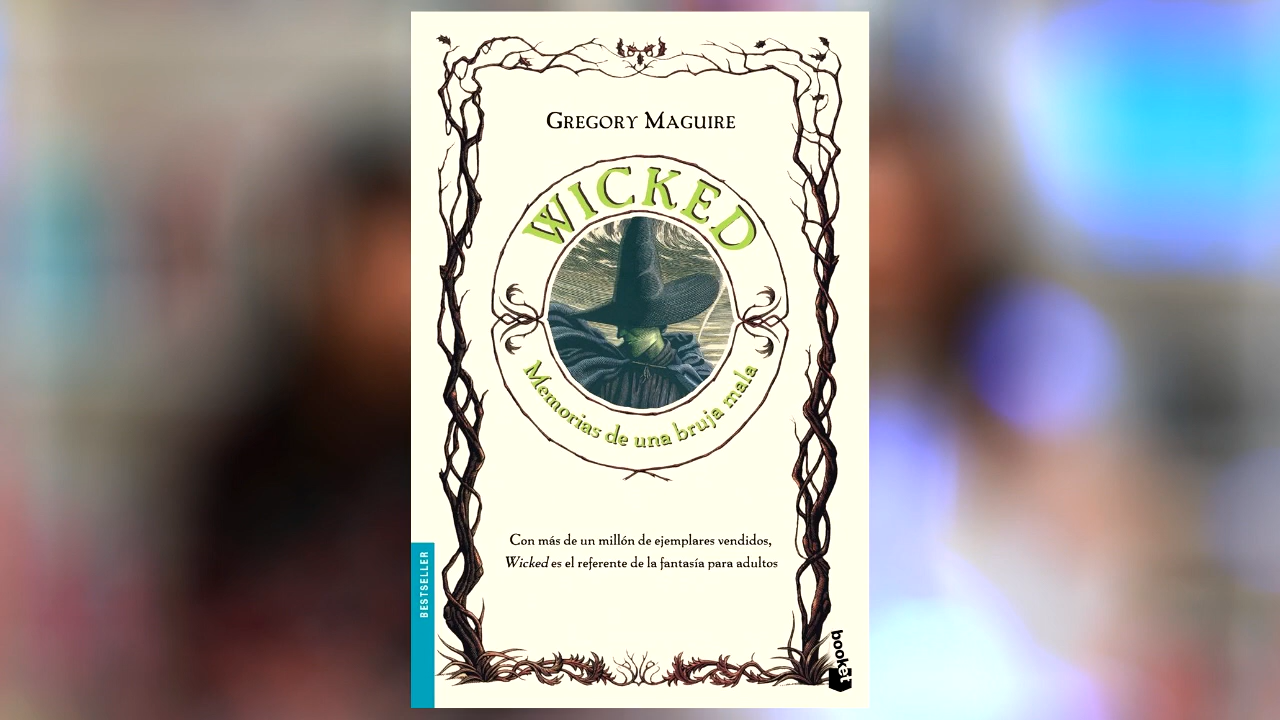 GREGORY MAGUIRE
WICKED
Memorias de una bruja mala
Con más de un millón de ejemplares vendidos,
Wicked es el referente de la fantasía para adultos
BESTSELLER
booket